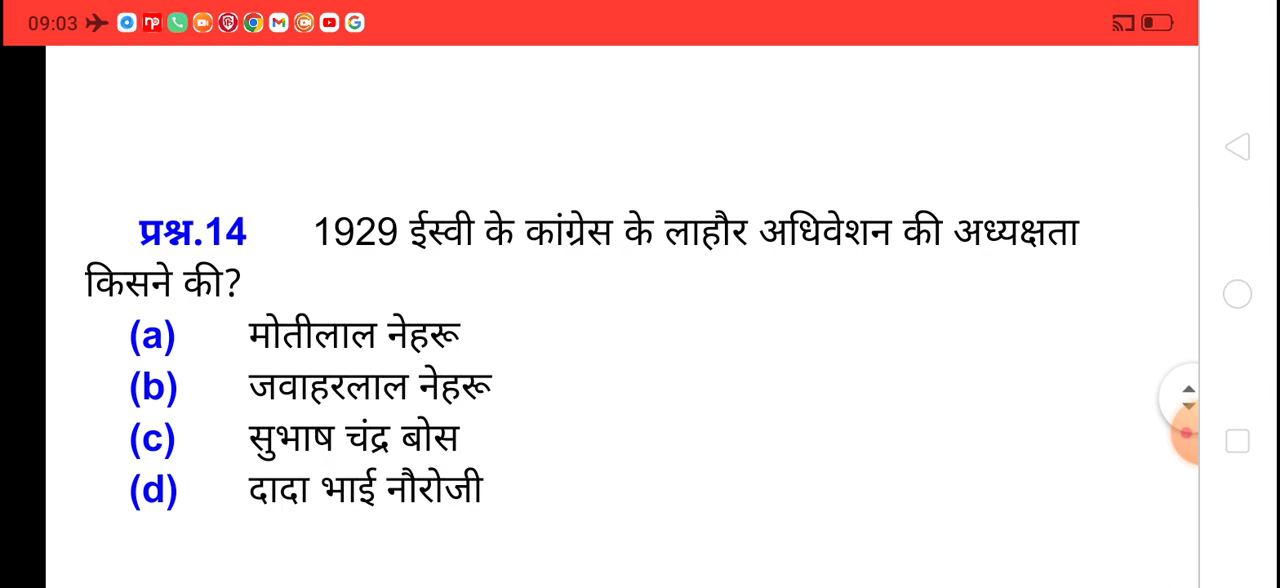 09:03
प्रश्न.14 1929 ईस्वी के कांग्रेस के लाहौर अधिवेशन की अध्यक्षता
किसने की?
(a) मोतीलाल नेहरू
(b) जवाहरलाल नेहरू
(c) सुभाष चंद्र बोस
(d) दादा भाई नौरोजी